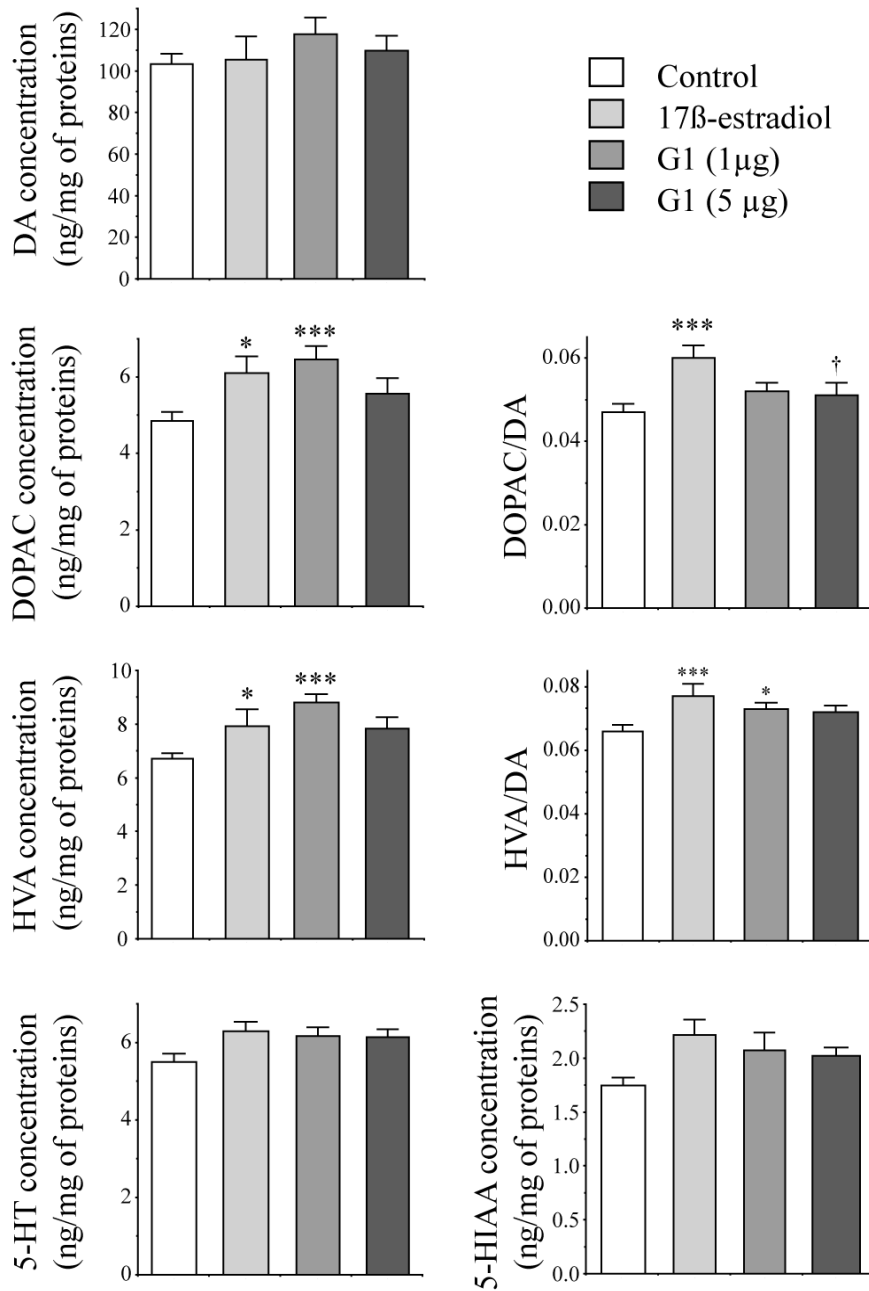 DA concentration
(ng/mg of proteins)
120
100
80
60
40
20
0
Control
17ß-estradiol
G1 (1µg)
G1 (5 µg)
DOPAC concentration
(ng/mg of proteins)
6
4
2
0
*
***
DOPAC/DA
0.06
0.04
0.02
0.00
***
†
HVA concentration
(ng/mg of proteins)
10
8
6
4
2
0
*
***
HVA/DA
0.08
0.06
0.04
0.02
0.00
***
*
5-HT concentration
(ng/mg of proteins)
6
4
2
0
5-HIAA concentration
(ng/mg of proteins)
2.5
2.0
1.5
1.0
0.5
0.0